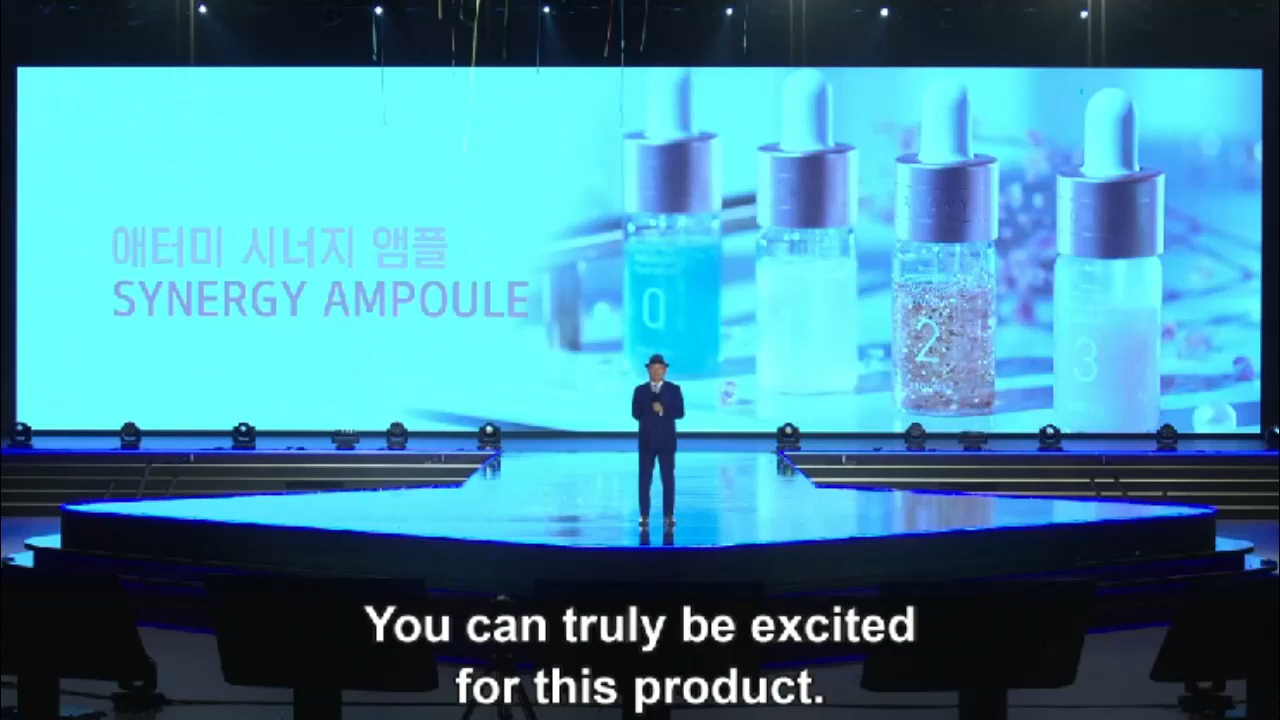 애터미 시너지 앰플
SYNERGY AMPOULE
0
2
3
You can truly be excited
for this product.